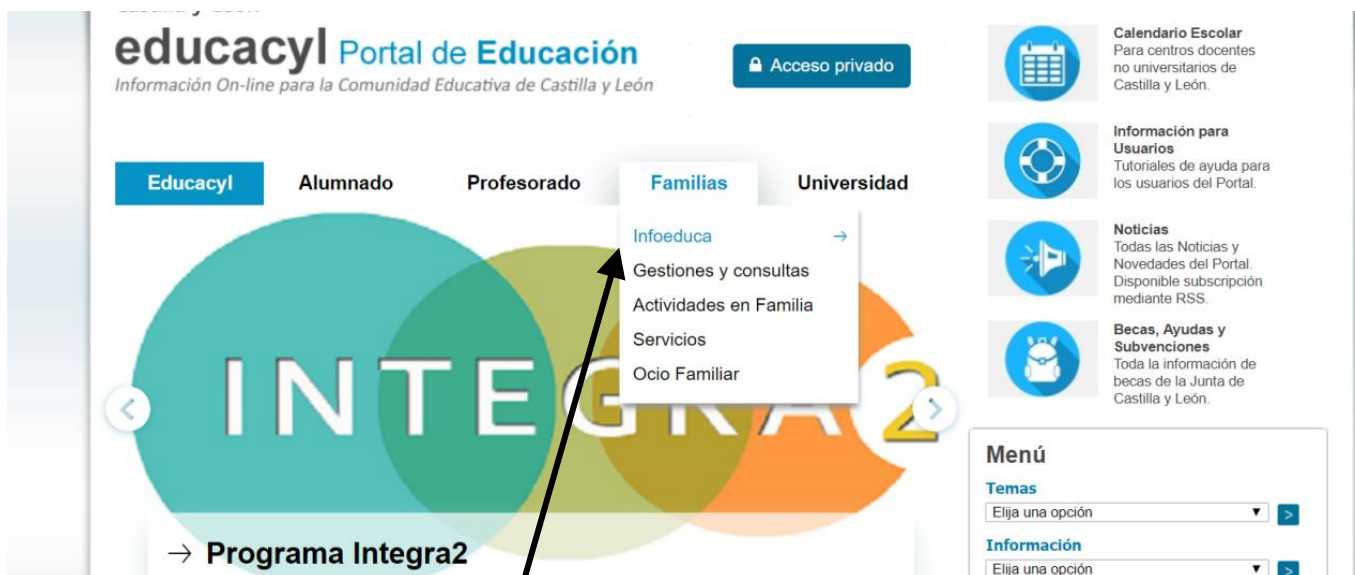 educacyl Portal de Educación
Información On-line para la Comunidad Educativa de Castilla y León
Acceso privado
Educacyl
Alumnado
Profesorado
Familias
Universidad
Infoeduca →
Gestiones y consultas
Actividades en Familia
Servicios
Ocio Familiar
INTEGRA2
→ Programa Integra2
Calendario Escolar
Para centros docentes
no universitarios de
Castilla y León.
Información para
Usuarios
Tutoriales de ayuda para
los usuarios del Portal.
Noticias
Todas las Noticias y
Novedades del Portal.
Disponible subscripción
mediante RSS.
Becas, Ayudas y
Subvenciones
Toda la información de
becas de la Junta de
Castilla y León.
Menú
Temas
Elija una opción
>
Información
Elija una opción
>